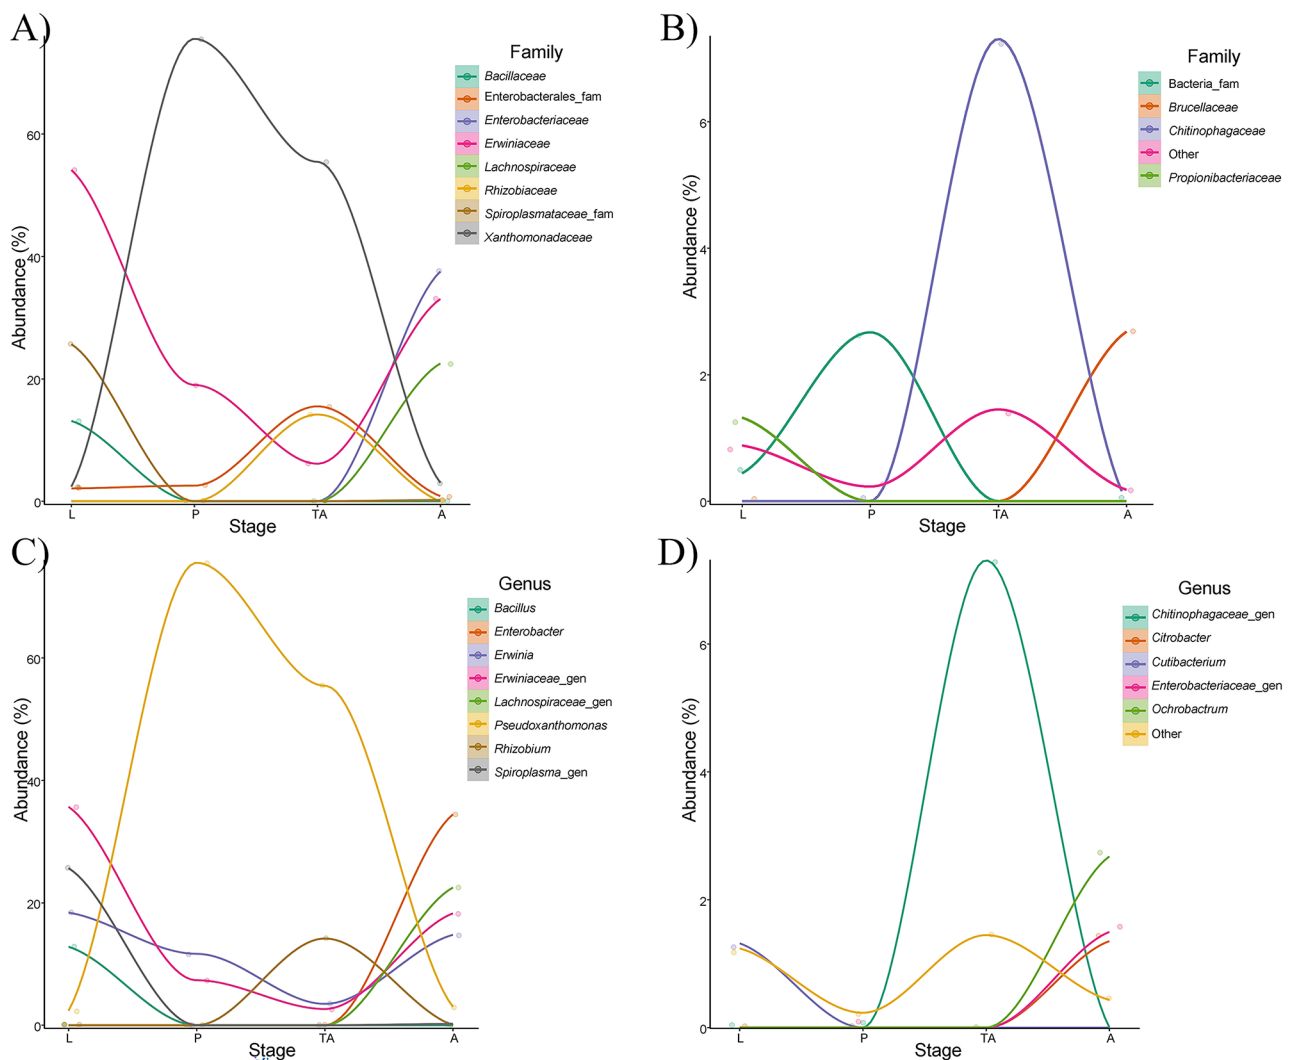 A)
Family
Bacillaceae
Enterobacterales_fam
Enterobacteriaceae
Erwiniaceae
Lachnospiraceae
Rhizobiaceae
Spiroplasmataceae_fam
Xanthomonadaceae
Abundance (%)
60
40
20
0
L P TA A
Stage
B)
Family
Bacteria_fam
Brucellaceae
Chitinophagaceae
Other
Propionibacteriaceae
Abundance (%)
6
4
2
0
L P TA A
Stage
C)
Genus
Bacillus
Enterobacter
Erwinia
Erwiniaceae_gen
Lachnospiraceae_gen
Pseudoxanthomonas
Rhizobium
Spiroplasma_gen
Abundance (%)
60
40
20
0
L P TA A
Stage
D)
Genus
Chitinophagaceae_gen
Citrobacter
Cutibacterium
Enterobacteriaceae_gen
Ochrobactrum
Other
Abundance (%)
6
4
2
0
L P TA A
Stage